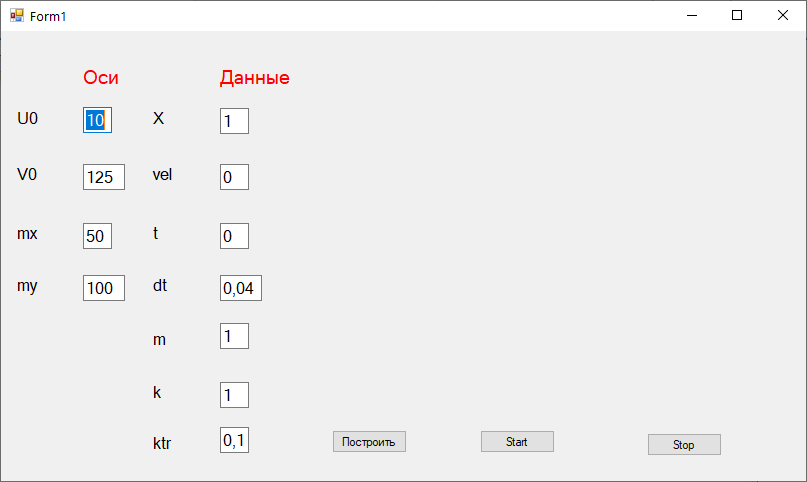 Form1
Оси Данные
U0 10 X 1
V0 125 vel 0
mx 50 t 0
my 100 dt 0,04
m 1
k 1
ktr 0,1 Построить Start Stop